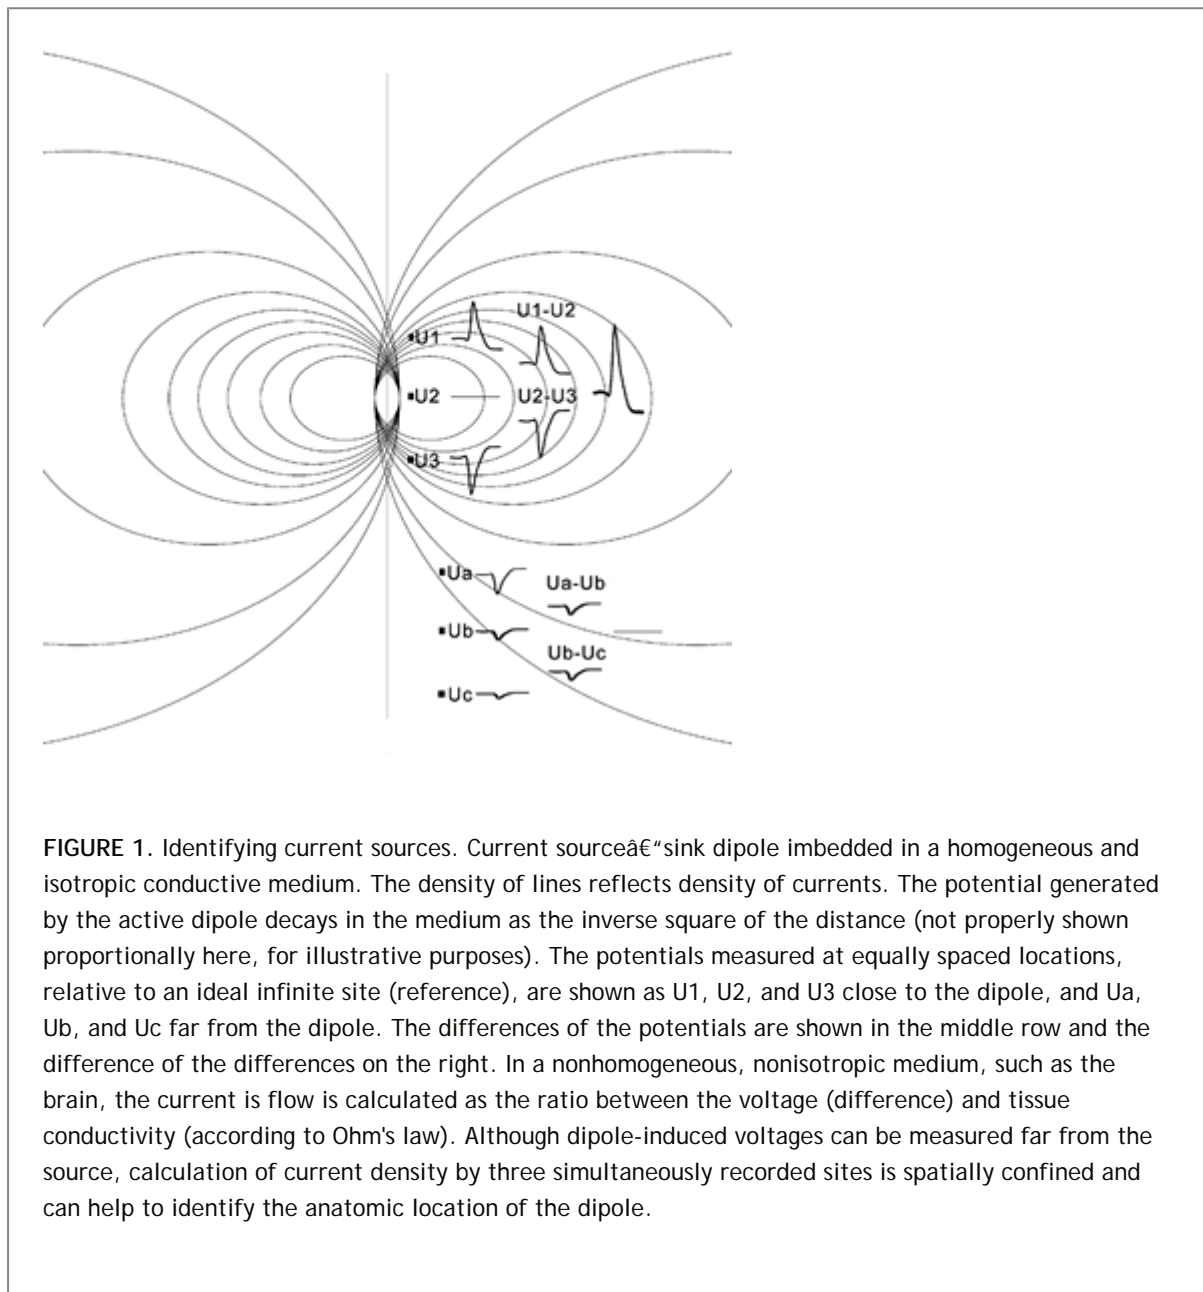 U1-U2
U1
U2
U2-U3
U3
Ua
Ua-Ub
Ub
Ub-Uc
Uc
FIGURE 1. Identifying current sources. Current sourceâ€“sink dipole imbedded in a homogeneous and
isotropic conductive medium. The density of lines reflects density of currents. The potential generated
by the active dipole decays in the medium as the inverse square of the distance (not properly shown
proportionally here, for illustrative purposes). The potentials measured at equally spaced locations,
relative to an ideal infinite site (reference), are shown as U1, U2, and U3 close to the dipole, and Ua,
Ub, and Uc far from the dipole. The differences of the potentials are shown in the middle row and the
difference of the differences on the right. In a nonhomogeneous, nonisotropic medium, such as the
brain, the current is flow is calculated as the ratio between the voltage (difference) and tissue
conductivity (according to Ohm's law). Although dipole-induced voltages can be measured far from the
source, calculation of current density by three simultaneously recorded sites is spatially confined and
can help to identify the anatomic location of the dipole.